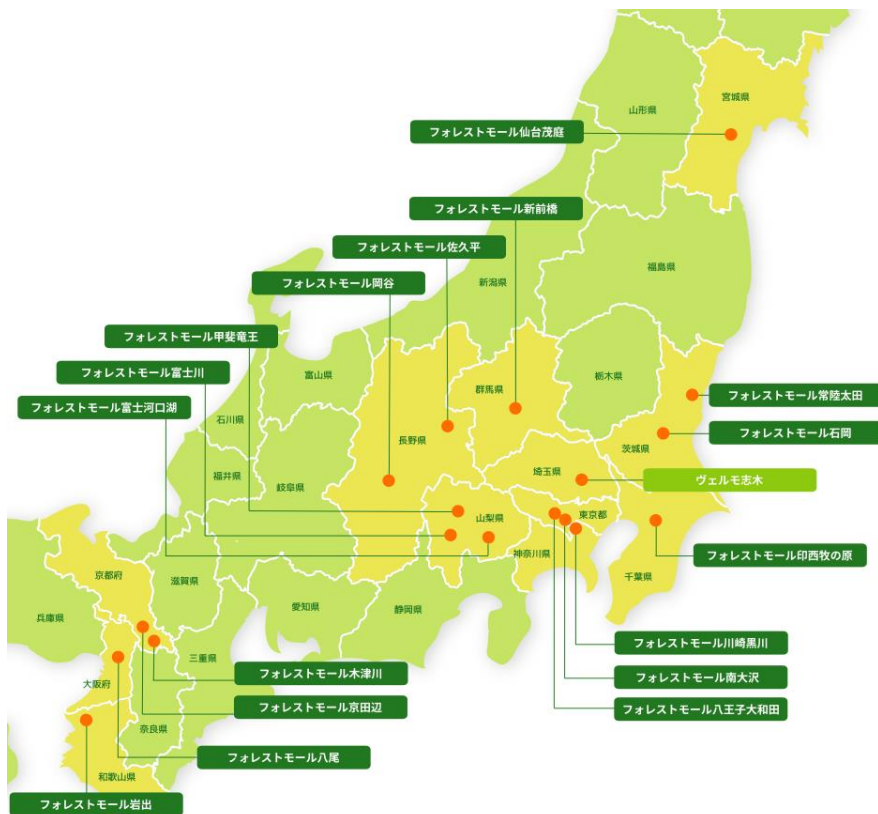 宮城県
山形県
フォレストモール仙台茂庭
フォレストモール新前橋
フォレストモール佐久平
福島県
フォレストモール岡谷
新潟県
フォレストモール甲斐竜王
フォレストモール富士川
富山県
栃木県
群馬県
フォレストモール常陸太田
フォレストモール富士河口湖
石川県
フォレストモール石岡
長野県
茨城県
埼玉県
ヴェルモ志木
福井県
岐阜県
山梨県
東京都
神奈川県
フォレストモール印西牧の原
京都府
千葉県
滋賀県
愛知県
静岡県
兵庫県
フォレストモール川崎黒川
三重県
フォレストモール木津川
フォレストモール南大沢
大阪府
フォレストモール京田辺
フォレストモール八王子大和田
奈良県
フォレストモール八尾
和歌山県
フォレストモール岩出